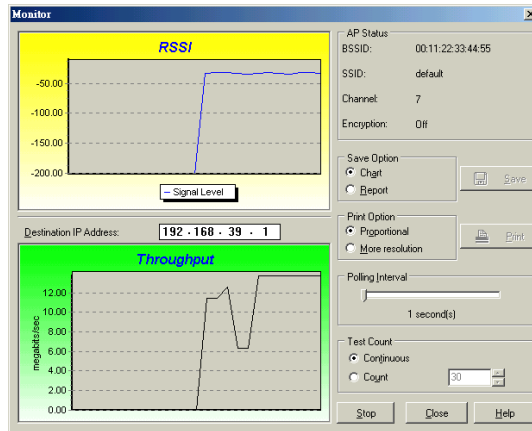 Monitor
RSSI
-50.00
-100.00
-150.00
-200.00
Signal Level
Destination IP Address: 192 . 168 . 39 . 1
Throughput
megabits/sec
12.00
10.00
8.00
6.00
4.00
2.00
0.00
AP Status
BSSID: 00:11:22:33:44:55
SSID: default
Channel: 7
Encryption: Off
Save Option
Chart
Report
Save
Print Option
Proportional
More resolution
Print
Polling Interval
1 second(s)
Test Count
Continuous
Count 30
Stop Close Help